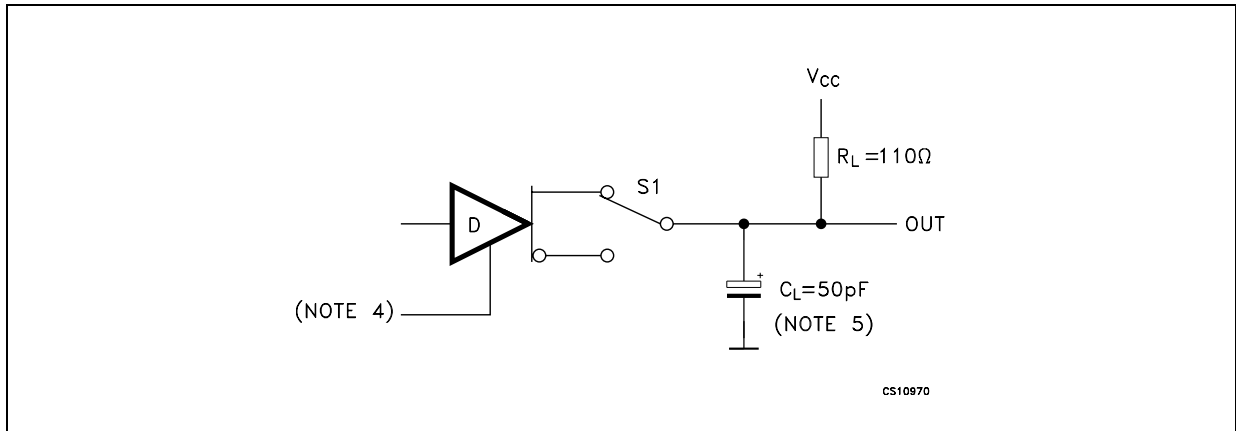 VCC
RL=110Ω
S1
D
OUT
CL=50pF
(NOTE 4)
(NOTE 5)
+
CS10970